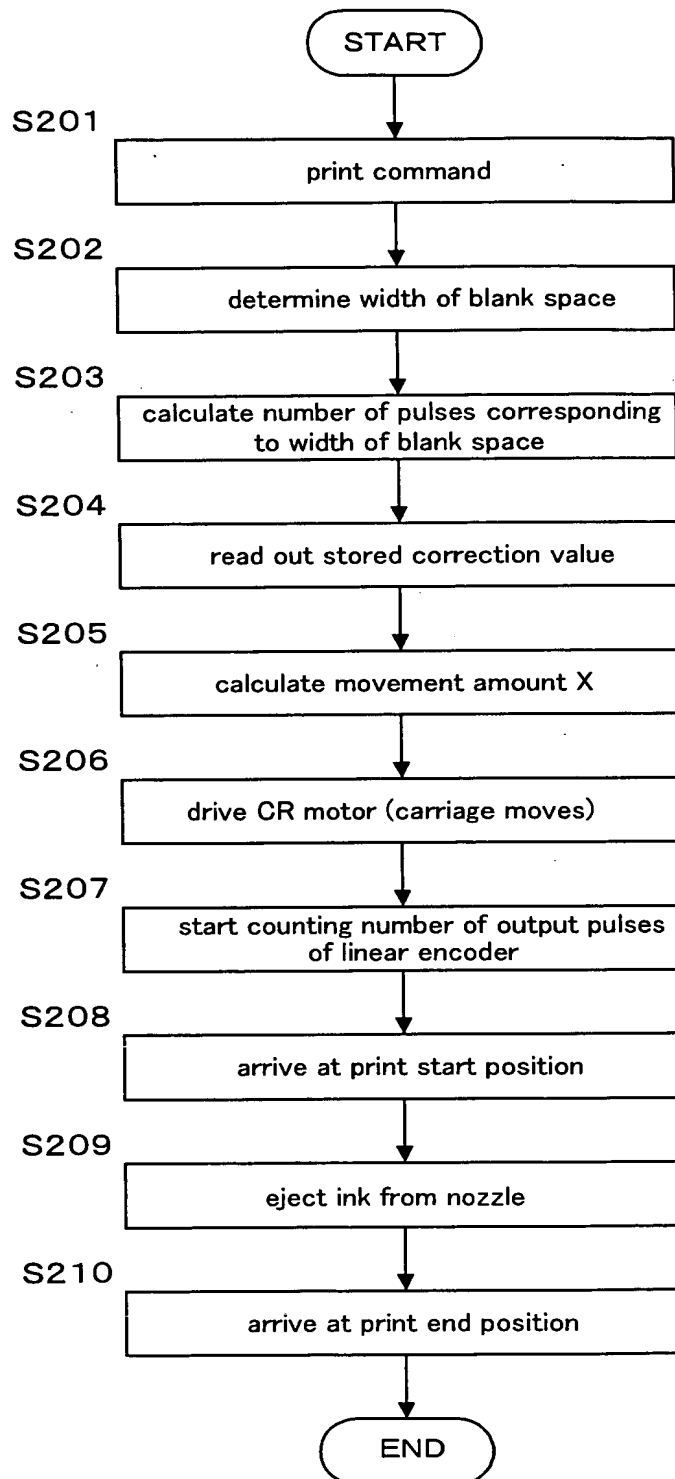 START
S201
print command
S202
determine width of blank space
S203
calculate number of pulses corresponding
to width of blank space
S204
read out stored correction value
S205
calculate movement amount X
S206
drive CR motor (carriage moves)
S207
start counting number of output pulses
of linear encoder
S208
arrive at print start position
S209
eject ink from nozzle
S210
arrive at print end position
END